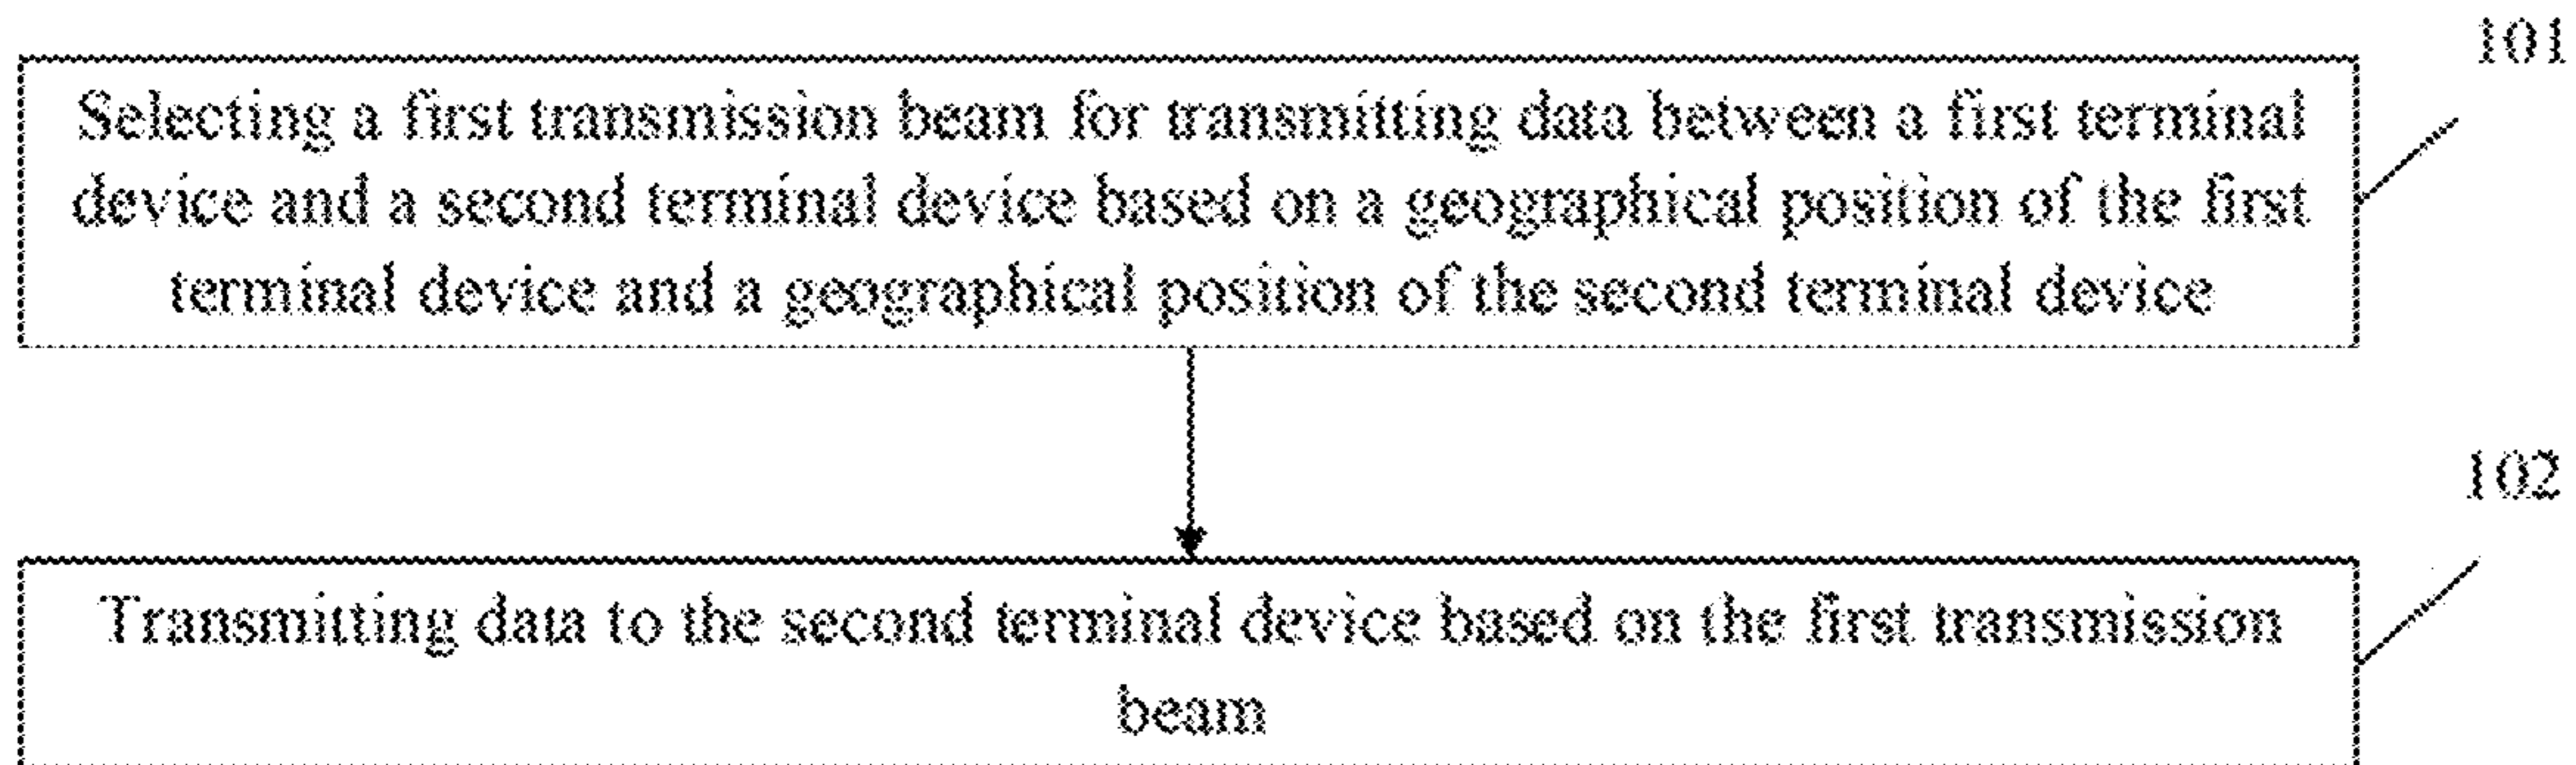 101
Selecting a first transmission beam for transmitting data between a first terminal
device and a second terminal device based on a geographical position of the first
terminal device and a geographical position of the second terminal device
102
Transmitting data to the second terminal device based on the first transmission
beam